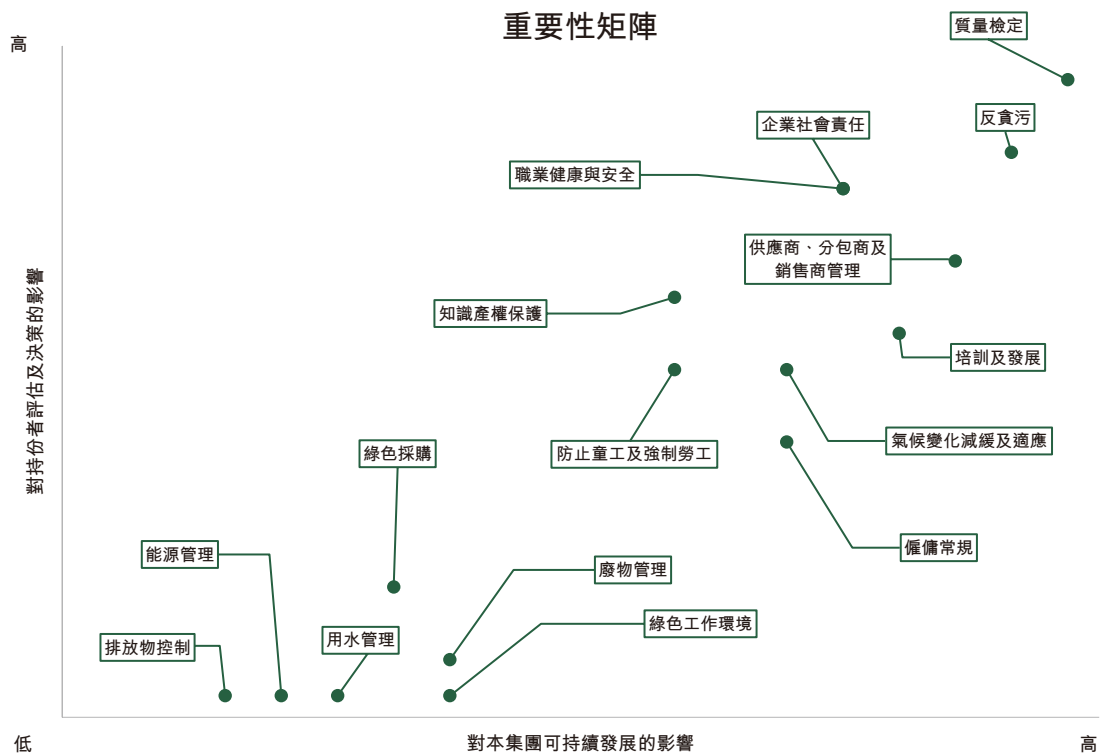 重要性矩陣
高
質量檢定
反貪污
企業社會責任
職業健康與安全
供應商、分包商及
銷售商管理
知識產權保護
培訓及發展
對持份者評估及決策的影響
防止童工及強制勞工
氣候變化減緩及適應
綠色採購
僱傭常規
能源管理
廢物管理
綠色工作環境
用水管理
排放物控制
低
對本集團可持續發展的影響
高